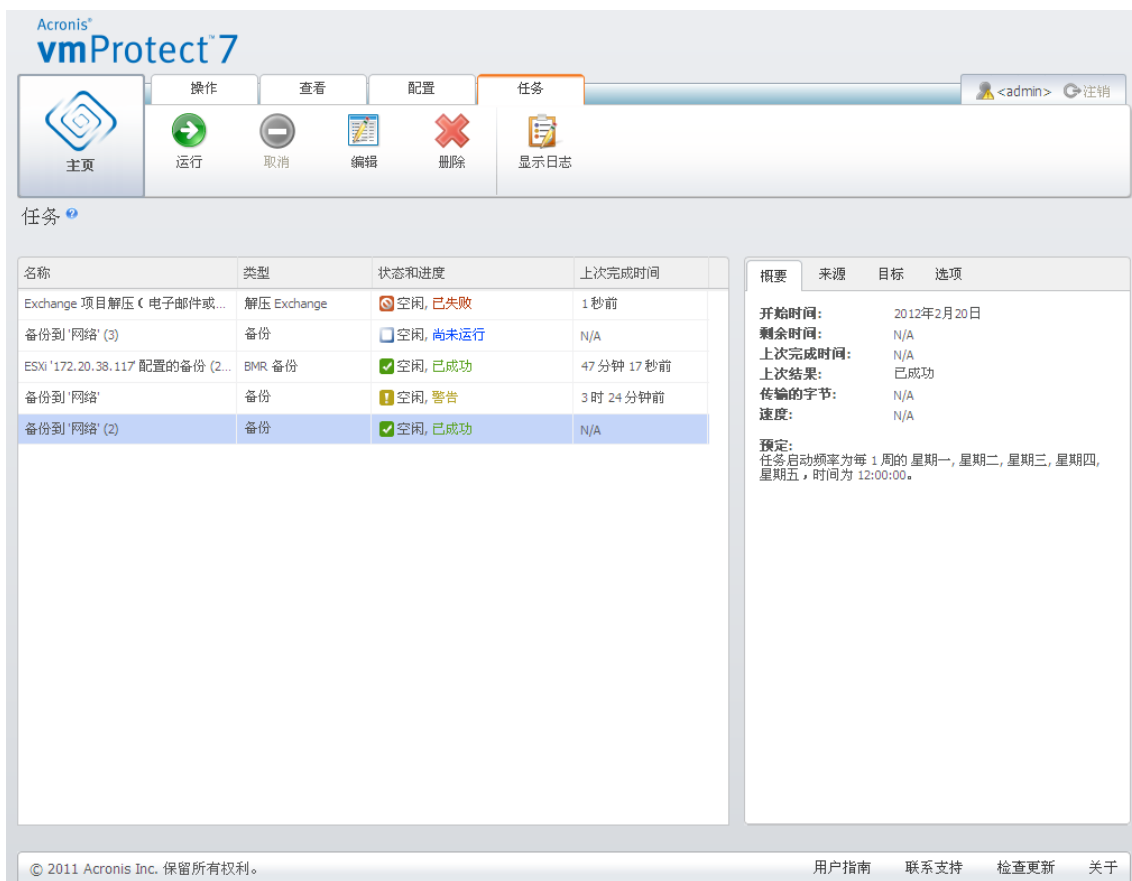 Acronis®
vmProtect™ 7
操作 查看 配置 任务
<admin> 注销
主页 运行 取消 编辑 删除 显示日志
任务
名称 类型 状态和进度 上次完成时间
Exchange 项目解压 ( 电子邮件或... 解压 Exchange 空闲, 已失败 1 秒前
备份到 '网络' (3) 备份 空闲, 尚未运行 N/A
ESXi '172.20.38.117' 配置的备份 (2... BMR 备份 空闲, 已成功 47 分钟 17 秒前
备份到 '网络' 备份 空闲, 警告 3 时 24 分钟前
备份到 '网络' (2) 备份 空闲, 已成功 N/A
概要 来源 目标 选项
开始时间: 2012年2月20日
剩余时间: N/A
上次完成时间: N/A
上次结果: 已成功
传输的字节: N/A
速度: N/A
预定:
任务启动频率为每 1 周的 星期一, 星期二, 星期三, 星期四,
星期五，时间为 12:00:00。
© 2011 Acronis Inc. 保留所有权利。 用户指南 联系支持 检查更新 关于